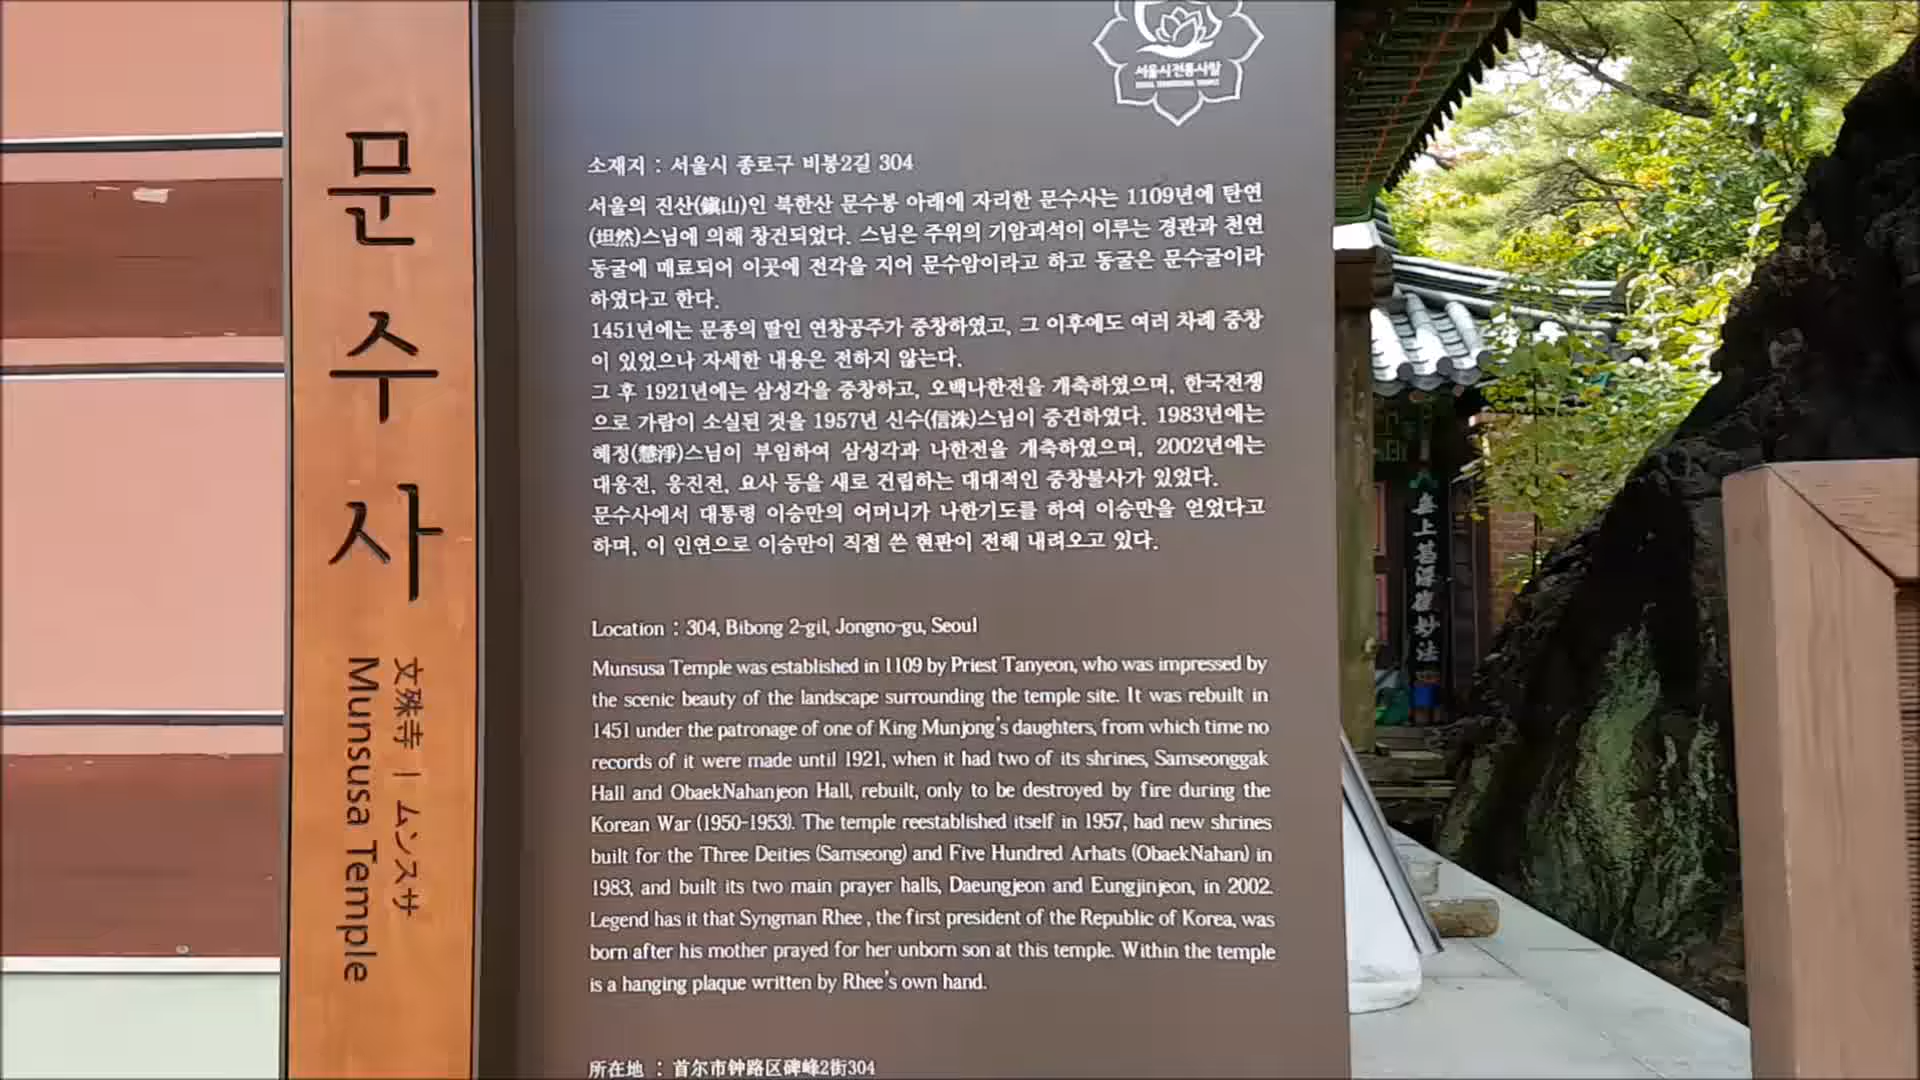 문수사
文殊寺 | ムンスサ
Munsusa Temple
서울시전통사찰
소재지 : 서울시 종로구 비봉2길 304
서울의 진산(鎭山)인 북한산 문수봉 아래에 자리한 문수사는 1109년에 탄연
(坦然)스님에 의해 창건되었다. 스님은 주위의 기암괴석이 이루는 경관과 천연
동굴에 매료되어 이곳에 전각을 지어 문수암이라고 하고 동굴은 문수굴이라
하였다고 한다.
1451년에는 문종의 딸인 연창공주가 중창하였고, 그 이후에도 여러 차례 중창
이 있었으나 자세한 내용은 전하지 않는다.
그 후 1921년에는 삼성각을 중창하고, 오백나한전을 개축하였으며, 한국전쟁
으로 가람이 소실된 것을 1957년 신수(信洙)스님이 중건하였다. 1983년에는
혜정(慧淨)스님이 부임하여 삼성각과 나한전을 개축하였으며, 2002년에는
대웅전, 응진전, 요사 등을 새로 건립하는 대대적인 중창불사가 있었다.
문수사에서 대통령 이승만의 어머니가 나한기도를 하여 이승만을 얻었다고
하며, 이 인연으로 이승만이 직접 쓴 현판이 전해 내려오고 있다.
Location : 304, Bibong 2-gil, Jongno-gu, Seoul
Munsusa Temple was established in 1109 by Priest Tanyeon, who was impressed by
the scenic beauty of the landscape surrounding the temple site. It was rebuilt in
1451 under the patronage of one of King Munjong's daughters, from which time no
records of it were made until 1921, when it had two of its shrines, Samseonggak
Hall and ObaekNahanjeon Hall, rebuilt, only to be destroyed by fire during the
Korean War (1950-1953). The temple reestablished itself in 1957, had new shrines
built for the Three Deities (Samseong) and Five Hundred Arhats (ObaekNahan) in
1983, and built its two main prayer halls, Daeungjeon and Eungjinjeon, in 2002.
Legend has it that Syngman Rhee , the first president of the Republic of Korea, was
born after his mother prayed for her unborn son at this temple. Within the temple
is a hanging plaque written by Rhee's own hand.
所在地 : 首尔市钟路区碑峰2街304
無上甚深微妙法